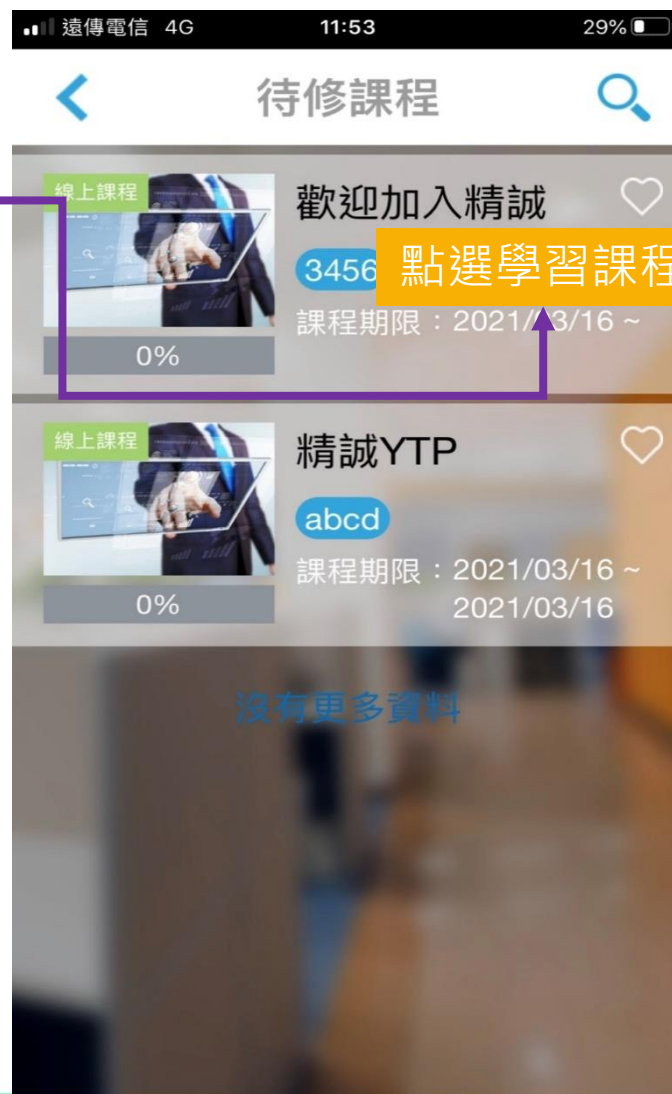 遠傳電信 4G 11:53 29%
待修課程
線上課程
歡迎加入精誠
3456
點選學習課程
課程期限：2021/03/16 ~
0%
線上課程
精誠YTP
abcd
課程期限：2021/03/16 ~
2021/03/16
0%
沒有更多資料